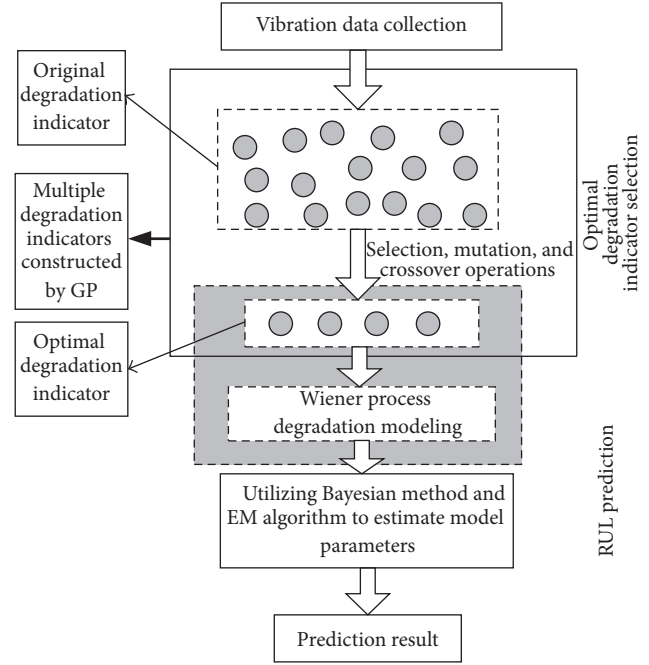 Vibration data collection
Original
degradation
indicator
Multiple
degradation
indicators
constructed
by GP
Optimal
degradation
indicator selection
Selection, mutation, and
crossover operations
Optimal
degradation
indicator
Wiener process
degradation modeling
RUL prediction
Utilizing Bayesian method and
EM algorithm to estimate model
parameters
Prediction result